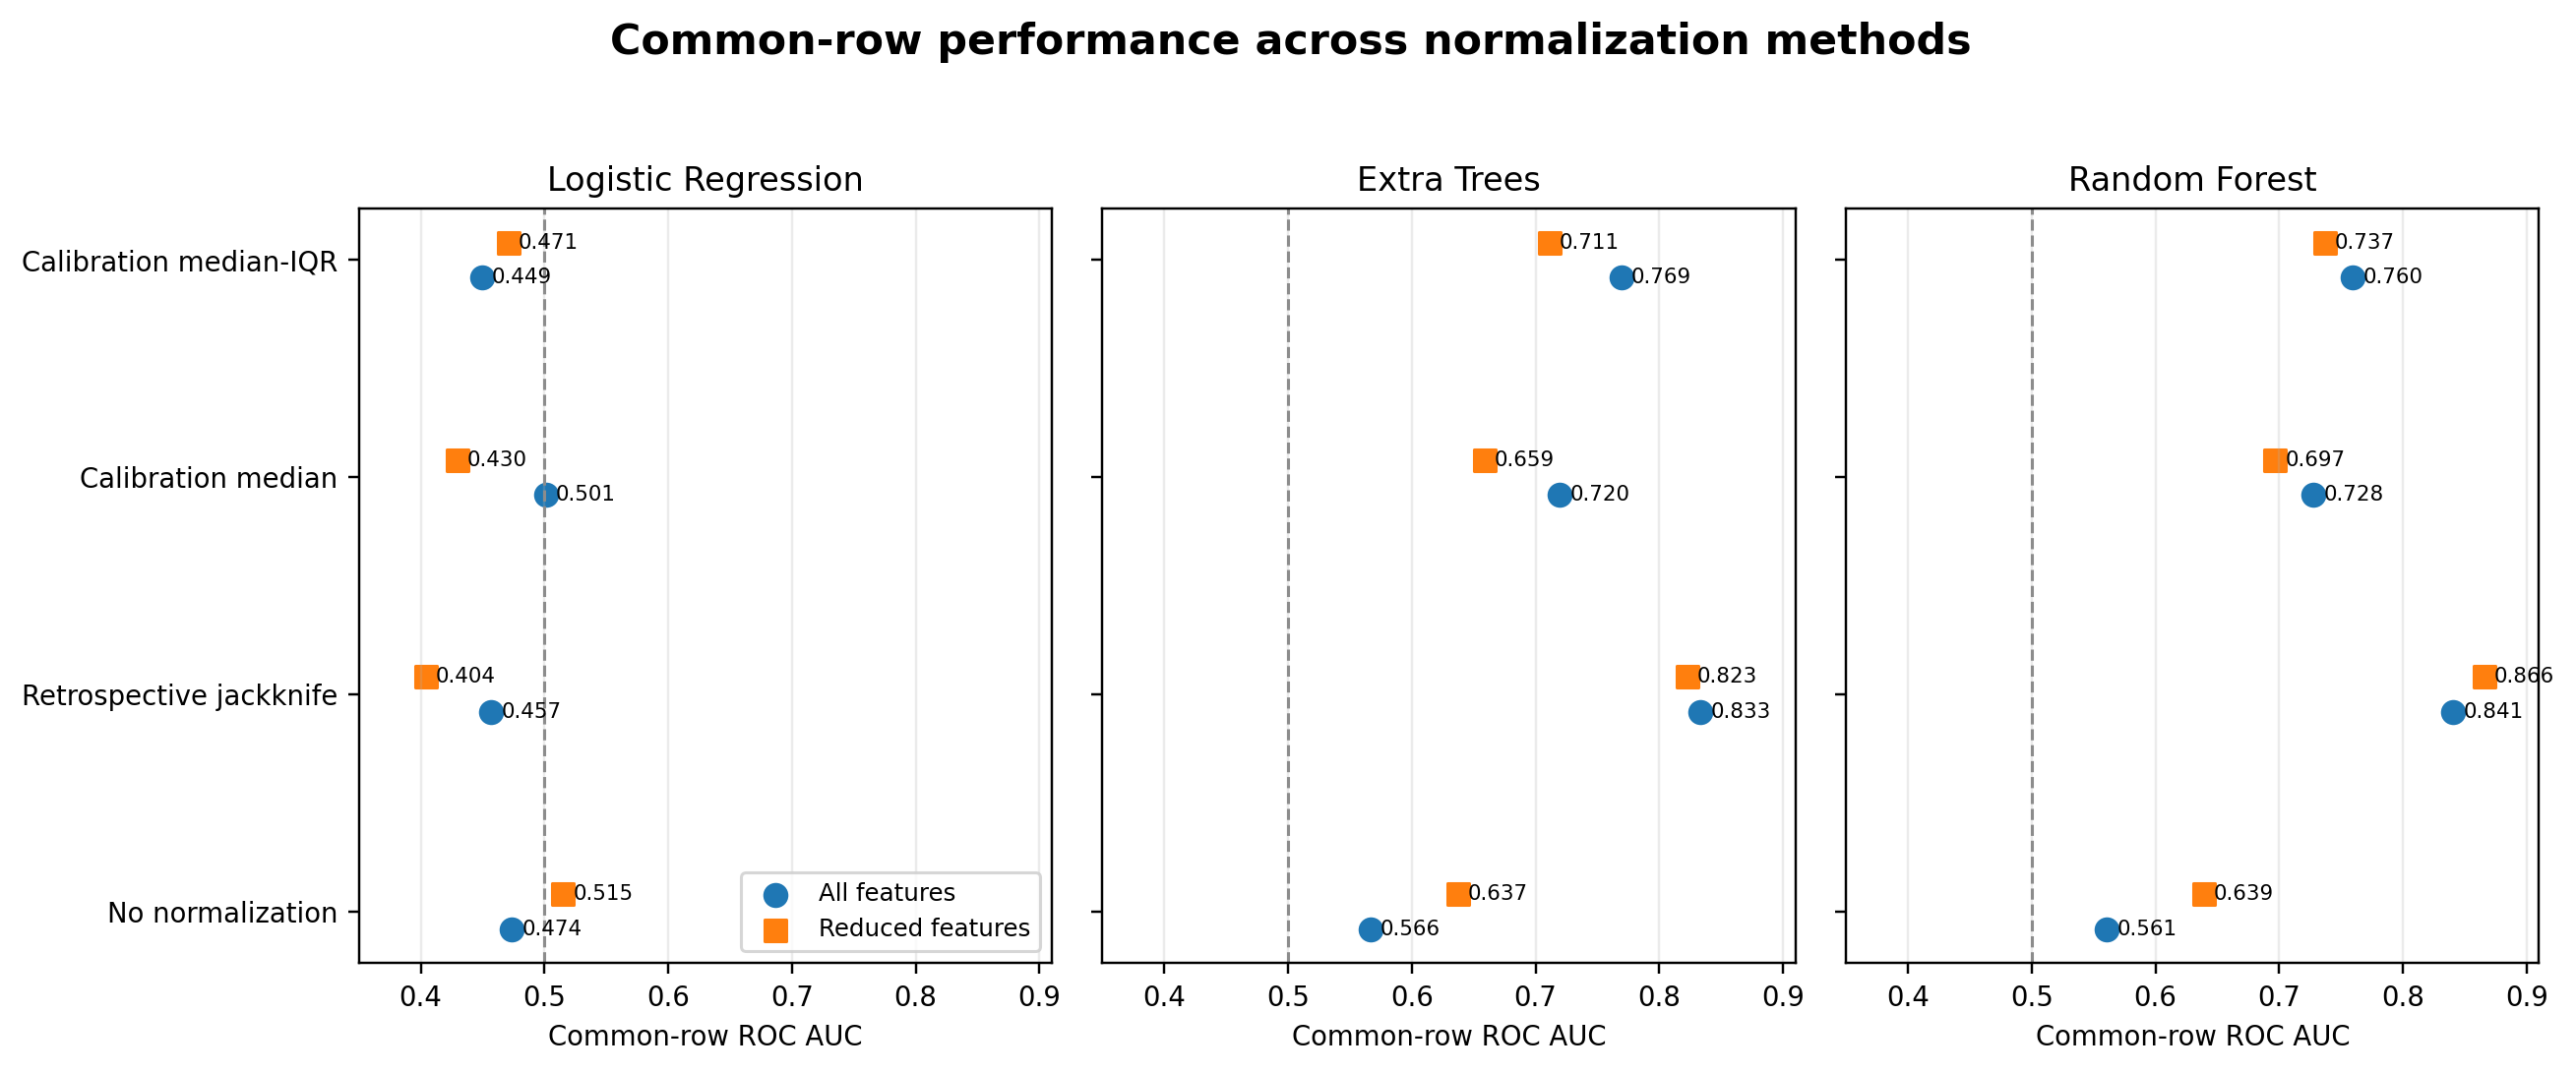 Common-row performance across normalization methods
Logistic Regression
Extra Trees
Random Forest
Calibration median-IQR
Calibration median
Retrospective jackknife
No normalization
0.471
0.449
0.430
0.501
0.404
0.457
0.515
0.474
All features
Reduced features
0.4 0.5 0.6 0.7 0.8 0.9
Common-row ROC AUC
0.711
0.769
0.659
0.720
0.823
0.833
0.637
0.566
0.4 0.5 0.6 0.7 0.8 0.9
Common-row ROC AUC
0.737
0.760
0.697
0.728
0.866
0.841
0.639
0.561
0.4 0.5 0.6 0.7 0.8 0.9
Common-row ROC AUC